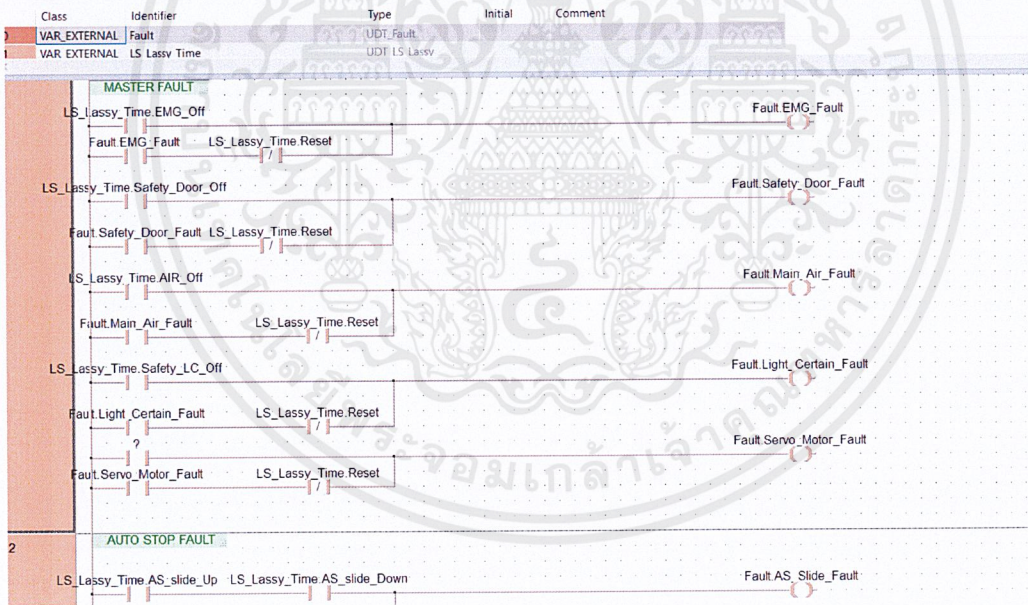 Class Identifier Type Initial Comment
VAR_EXTERNAL Fault UDT_Fault
VAR_EXTERNAL LS_Lassy_Time UDT_LS_Lassy
MASTER FAULT
LS_Lassy_Time.EMG_Off Fault.EMG_Fault
Fault.EMG_Fault LS_Lassy_Time.Reset
LS_Lassy_Time.Safety_Door_Off Fault.Safety_Door_Fault
Fault.Safety_Door_Fault LS_Lassy_Time.Reset
LS_Lassy_Time.AIR_Off Fault.Main_Air_Fault
Fault.Main_Air_Fault LS_Lassy_Time.Reset
LS_Lassy_Time.Safety_LC_Off Fault.Light_Certain_Fault
Fault.Light_Certain_Fault LS_Lassy_Time.Reset
? Fault.Servo_Motor_Fault
Fault.Servo_Motor_Fault LS_Lassy_Time.Reset
2
AUTO STOP FAULT
LS_Lassy_Time.AS_slide_Up LS_Lassy_Time.AS_slide_Down Fault.AS_Slide_Fault